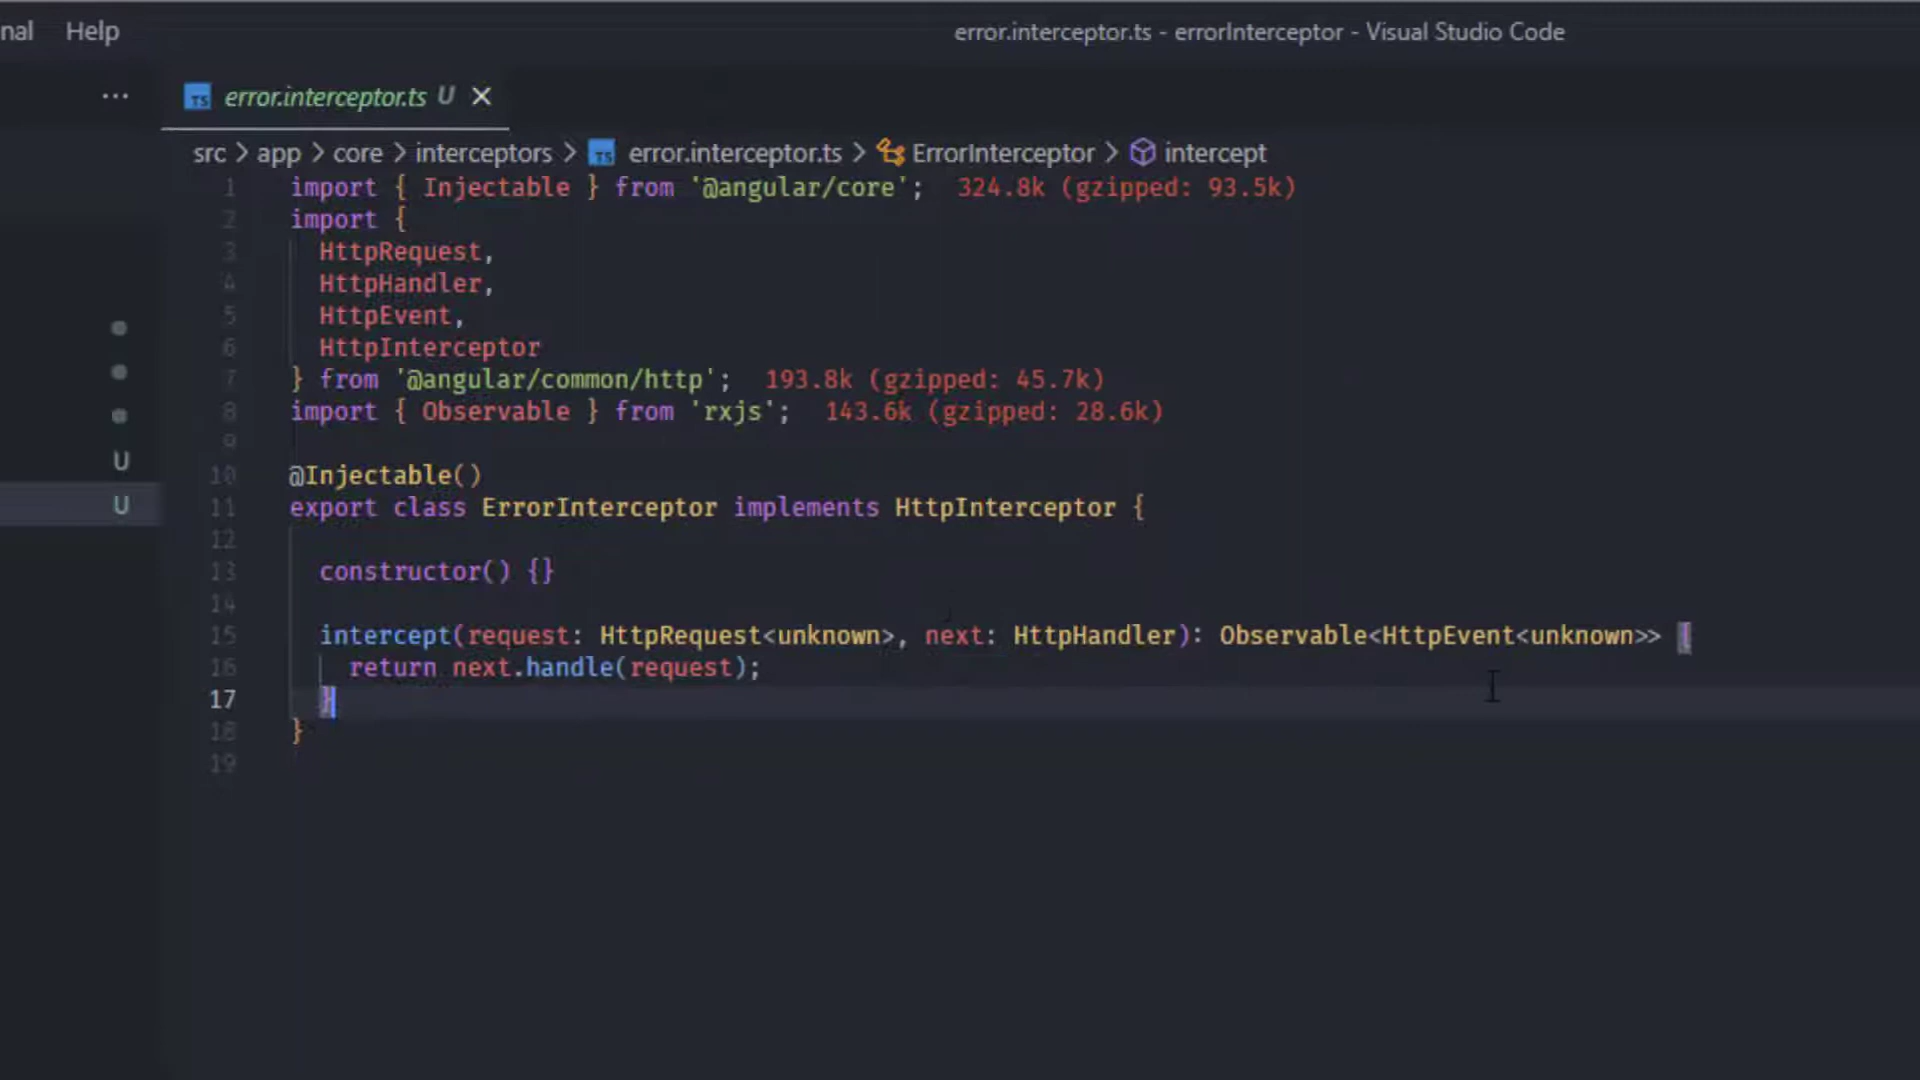 nal Help error.interceptor.ts - errorInterceptor - Visual Studio Code
··· TS error.interceptor.ts U
src > app > core > interceptors > TS error.interceptor.ts > ErrorInterceptor > intercept
1 import { Injectable } from '@angular/core'; 324.8k (gzipped: 93.5k)
2 import {
3 HttpRequest,
4 HttpHandler,
5 HttpEvent,
6 HttpInterceptor
7 } from '@angular/common/http'; 193.8k (gzipped: 45.7k)
8 import { Observable } from 'rxjs'; 143.6k (gzipped: 28.6k)
9
U
10 @Injectable()
U
11 export class ErrorInterceptor implements HttpInterceptor {
12
13 constructor() {}
14
15 intercept(request: HttpRequest<unknown>, next: HttpHandler): Observable<HttpEvent<unknown>> {
16 return next.handle(request);
17 }
18 }
19